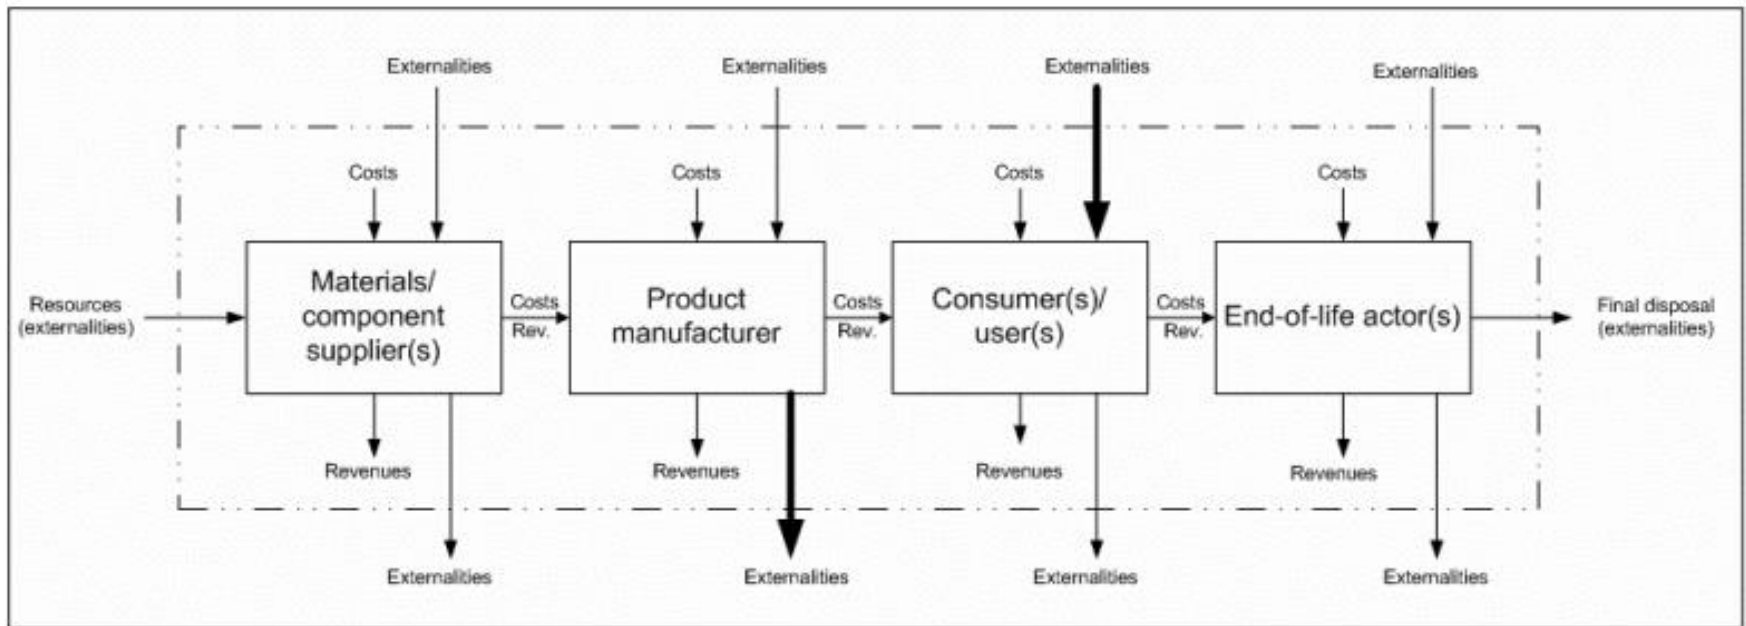 Externalities
Externalities
Externalities
Externalities
Costs
Costs
Costs
Costs
Resources
(externalities)
Materials/
component
supplier(s)
Costs
Rev.
Product
manufacturer
Costs
Rev.
Consumer(s)/
user(s)
Costs
Rev.
End-of-life actor(s)
Final disposal
(externalities)
Revenues
Revenues
Revenues
Revenues
Externalities
Externalities
Externalities
Externalities